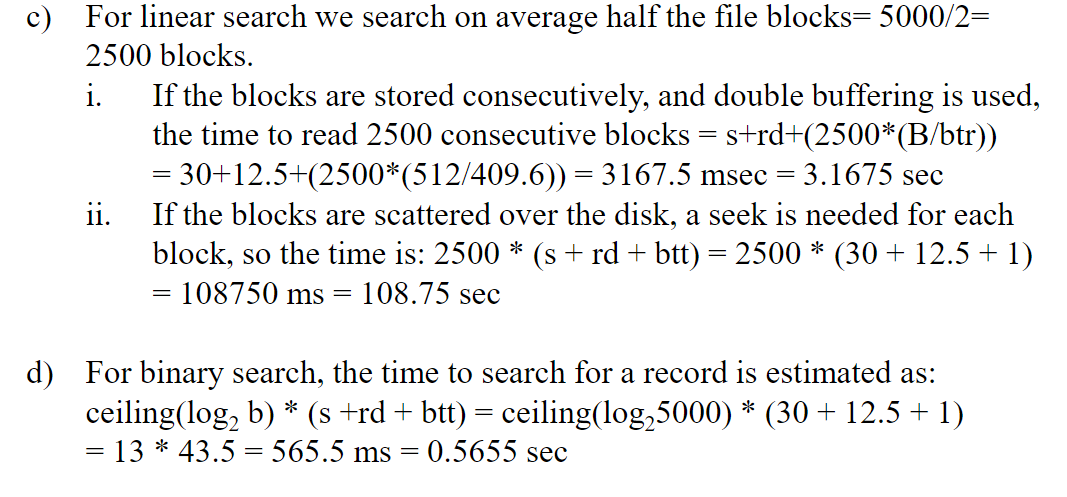 c) For linear search we search on average half the file blocks= 5000/2=
2500 blocks.
i. If the blocks are stored consecutively, and double buffering is used,
the time to read 2500 consecutive blocks = s+rd+(2500*(B/btr))
= 30+12.5+(2500*(512/409.6)) = 3167.5 msec = 3.1675 sec
ii. If the blocks are scattered over the disk, a seek is needed for each
block, so the time is: 2500 * (s + rd + btt) = 2500 * (30 + 12.5 + 1)
= 108750 ms = 108.75 sec
d) For binary search, the time to search for a record is estimated as:
ceiling(log₂ b) * (s +rd + btt) = ceiling(log₂5000) * (30 + 12.5 + 1)
= 13 * 43.5 = 565.5 ms = 0.5655 sec